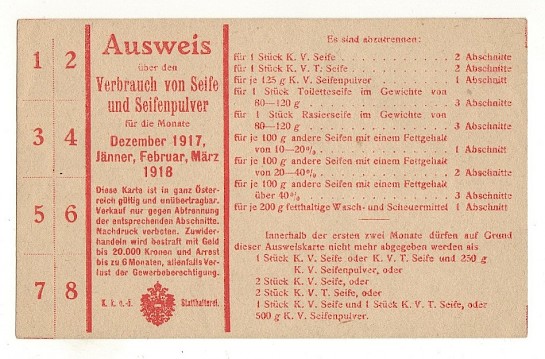 1 2
3 4
5 6
7 8
Ausweis
über den
Verbrauch von Seife
und Seifenpulver
für die Monate
Dezember 1917,
Jänner, Februar, März
1918
Diese Karte ist in ganz Öster-
reich gültig und unübertragbar.
Verkauf nur gegen Abtrennung
der entsprechenden Abschnitte.
Nachdruck verboten. Zuwider-
handeln wird bestraft mit Geld
bis 20.000 Kronen und Arrest
bis zu 6 Monaten, allenfalls Ver-
lust der Gewerbeberechtigung.
K. k. n.-ö. Statthalterei.
Es sind abzutrennen:
für 1 Stück K. V. Seife . . . . . . . . . . . 2 Abschnitte
für 1 Stück K. V. T. Seife . . . . . . . . . . 2 Abschnitte
für je 125 g K. V. Seifenpulver . . . . . . . . 1 Abschnitt
für 1 Stück Toiletteseife im Gewichte von
80—120 g . . . . . . . . . . . . . . 3 Abschnitte
für 1 Stück Rasierseife im Gewichte von
80—120 g . . . . . . . . . . . . . . 3 Abschnitte
für je 100 g andere Seifen mit einem Fettgehalt
von 10—20% . . . . . . . . . . . . . 1 Abschnitt
für je 100 g andere Seifen mit einem Fettgehalt
von 20—40% . . . . . . . . . . . . . 2 Abschnitte
für je 100 g andere Seifen mit einem Fettgehalt
über 40% . . . . . . . . . . . . . . 3 Abschnitte
für je 200 g fetthaltige Wasch- und Scheuermittel 1 Abschnitt
Innerhalb der ersten zwei Monate dürfen auf Grund
dieser Ausweiskarte nicht mehr abgegeben werden als
1 Stück K. V. Seife oder K. V. T. Seife und 250 g
K. V. Seifenpulver, oder
2 Stück K. V. Seife, oder
2 Stück K. V. T. Seife, oder
1 Stück K. V. Seife und 1 Stück K. V. T. Seife, oder
500 g K. V. Seifenpulver.